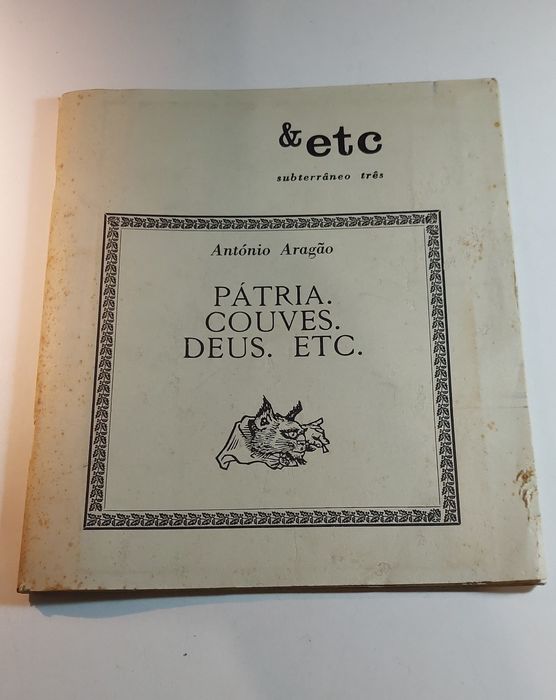 & etc
subterrâneo três
António Aragão
PÁTRIA.
COUVES.
DEUS. ETC.